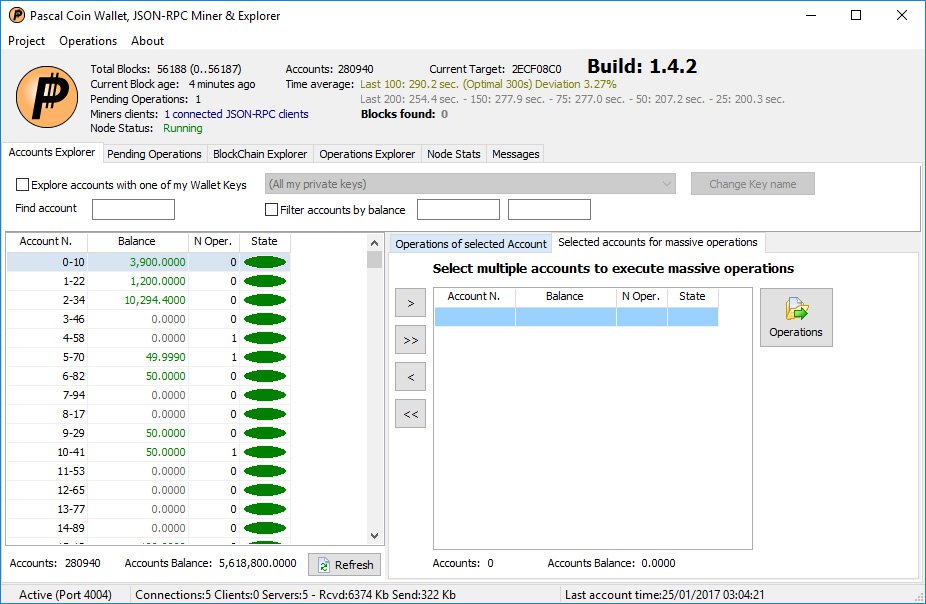 Pascal Coin Wallet, JSON-RPC Miner & Explorer
Project Operations About
Total Blocks: 56188 (0..56187) Accounts: 280940 Current Target: 2ECF08C0 Build: 1.4.2
Current Block age: 4 minutes ago Time average: Last 100: 290.2 sec. (Optimal 300s) Deviation 3.27%
Pending Operations: 1 Last 200: 254.4 sec. - 150: 277.9 sec. - 75: 277.0 sec. - 50: 207.2 sec. - 25: 200.3 sec.
Miners clients: 1 connected JSON-RPC clients Blocks found: 0
Node Status: Running
Accounts Explorer Pending Operations BlockChain Explorer Operations Explorer Node Stats Messages
Explore accounts with one of my Wallet Keys (All my private keys) Change Key name
Find account Filter accounts by balance
Account N. Balance N Oper. State
0-10 3,900.0000 0
1-22 1,200.0000 0
2-34 10,294.4000 0
3-46 0.0000 0
4-58 0.0000 1
5-70 49.9990 1
6-82 50.0000 0
7-94 0.0000 0
8-17 0.0000 0
9-29 50.0000 0
10-41 50.0000 1
11-53 0.0000 0
12-65 0.0000 0
13-77 0.0000 0
14-89 0.0000 0
Accounts: 280940 Accounts Balance: 5,618,800.0000 Refresh
Operations of selected Account Selected accounts for massive operations
Select multiple accounts to execute massive operations
Account N. Balance N Oper. State
>
>>
<
<<
Operations
Accounts: 0 Accounts Balance: 0.0000
Active (Port 4004) Connections:5 Clients:0 Servers:5 - Rcvd:6374 Kb Send:322 Kb Last account time:25/01/2017 03:04:21